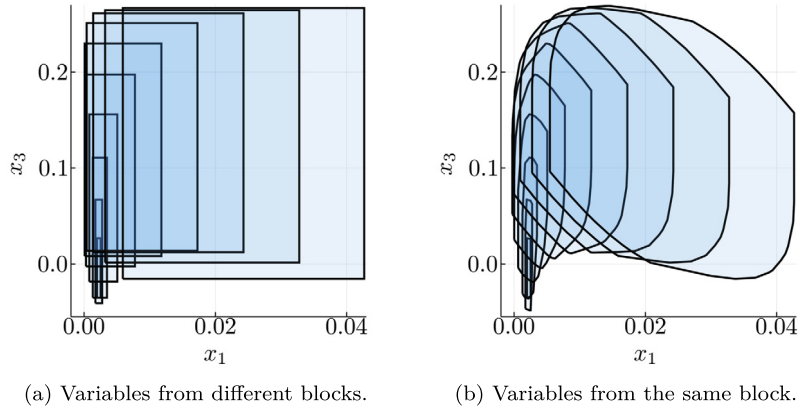 0.2
0.1
0.0
x₃
0.00
0.02
0.04
x₁
0.2
0.1
0.0
x₃
0.00
0.02
0.04
x₁
(a) Variables from different blocks.
(b) Variables from the same block.